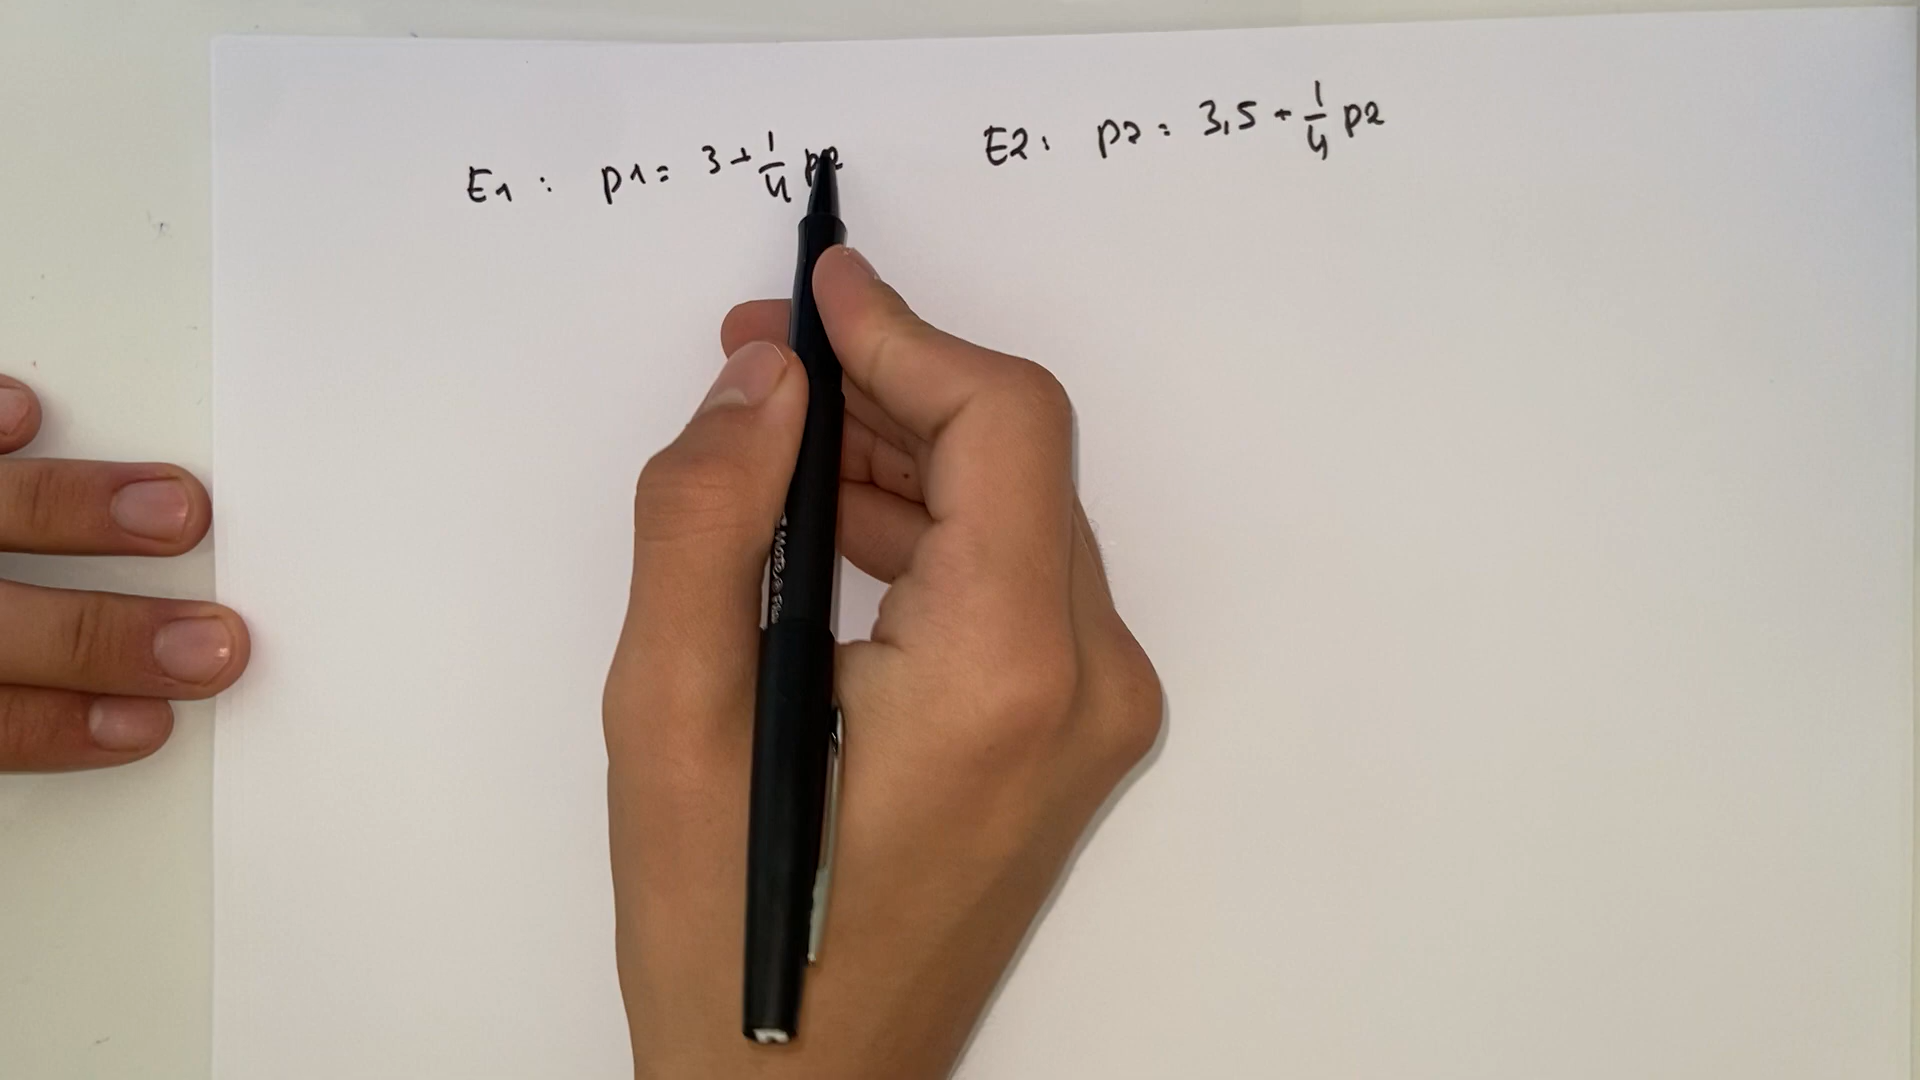 E1 : p1 = 3 + 1/4 p2
E2 : p2 = 3,5 + 1/4 p2